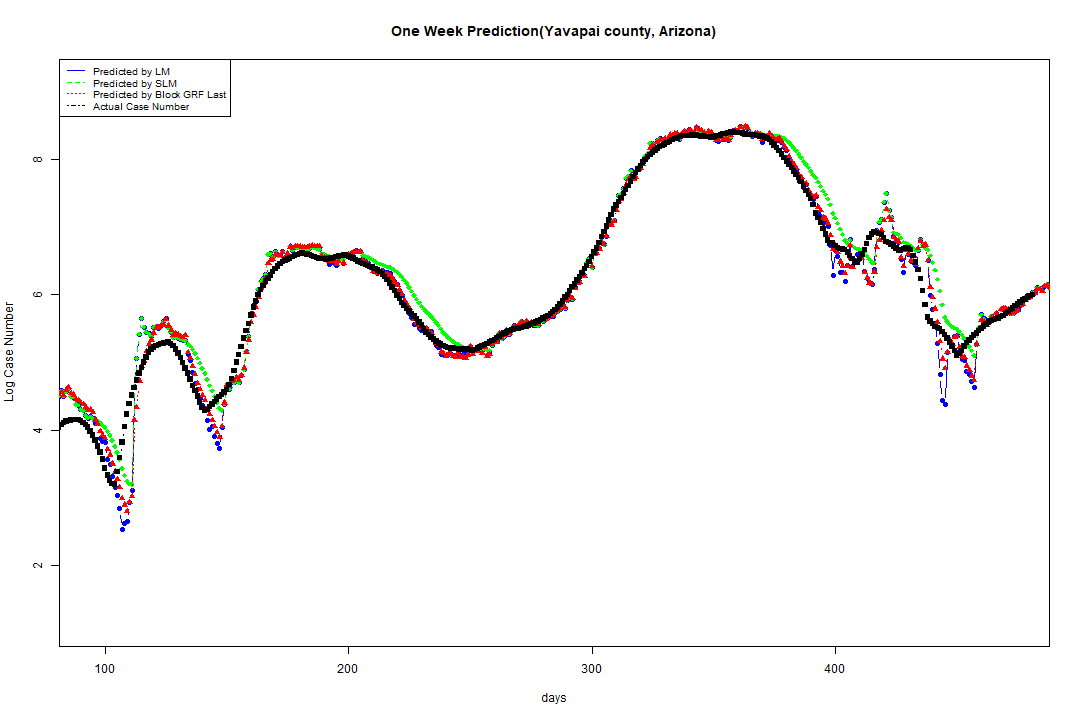 One Week Prediction(Yavapai county, Arizona)
Predicted by LM
Predicted by SLM
Predicted by Block GRF Last
Actual Case Number
8
6
4
2
Log Case Number
100 200 300 400
days